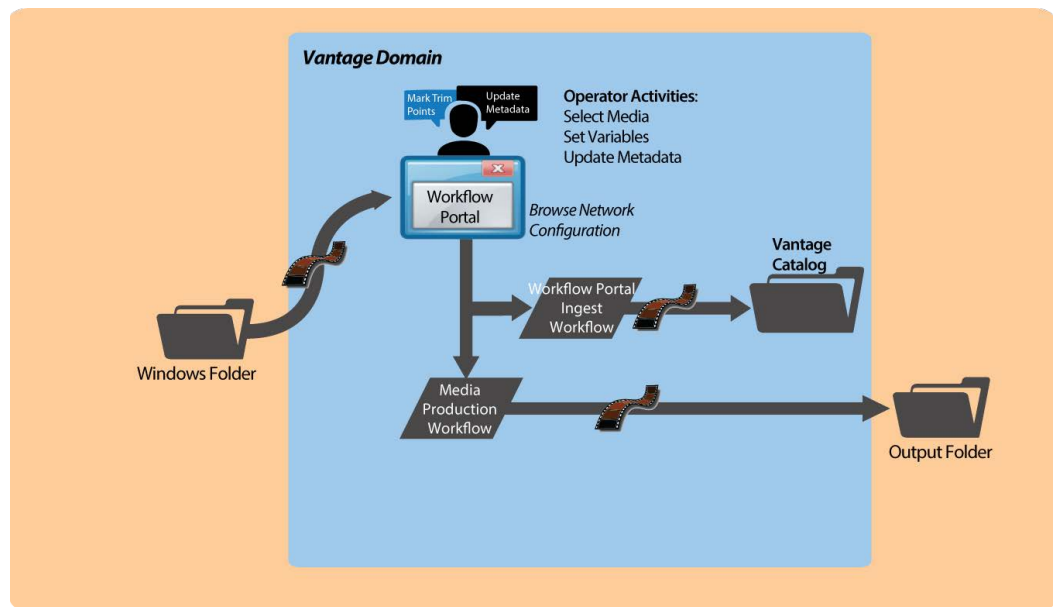 Vantage Domain
Mark Trim
Points
Update
Metadata
Operator Activities:
Select Media
Set Variables
Update Metadata
Workflow
Portal
Browse Network
Configuration
Vantage
Catalog
Workflow Portal
Ingest
Workflow
Windows Folder
Media
Production
Workflow
Output Folder